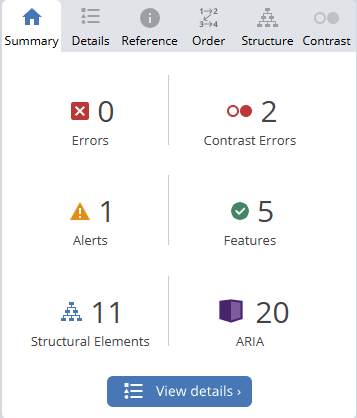 Summary Details Reference Order Structure Contrast
0 2
Errors Contrast Errors
1 5
Alerts Features
11 20
Structural Elements ARIA
View details ›